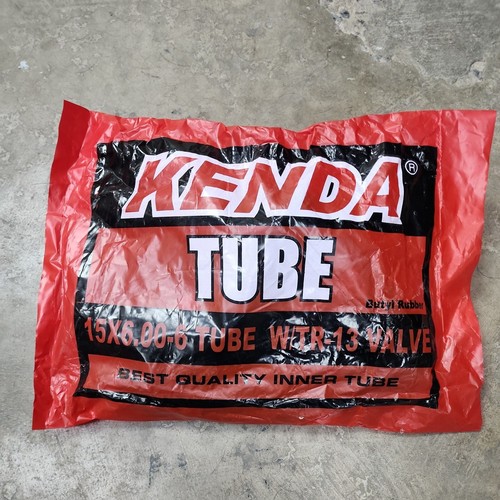 KENDA®
TUBE
Butyl Rubber
15X6.00-6 TUBE W/TR-13 VALVE
BEST QUALITY INNER TUBE